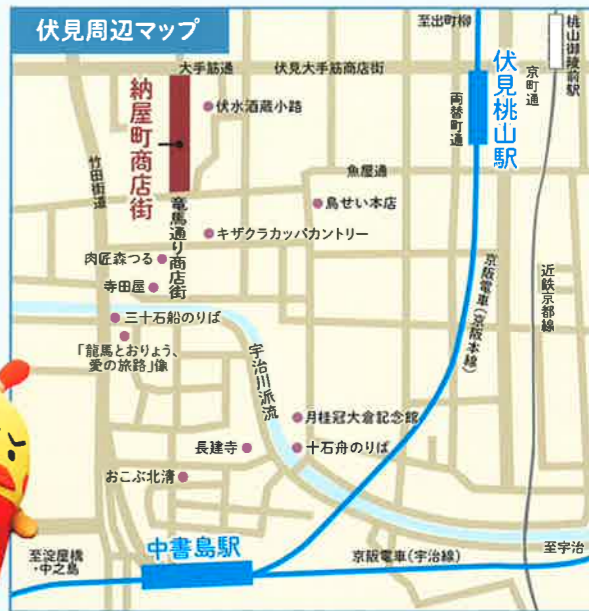 伏見周辺マップ
至出町柳
桃山御陵前駅
京町通
大手筋通
伏見大手筋商店街
伏見桃山駅
両替町通
納屋町商店街
伏水酒蔵小路
竹田街道
魚屋通
鳥せい本店
竜馬通り商店街
キザクラカッパカントリー
肉匠森つる
寺田屋
三十石船のりば
「龍馬とおりょう、
愛の旅路」像
京阪電車(京阪本線)
近鉄京都線
宇治川派流
月桂冠大倉記念館
長建寺
十石舟のりば
おこぶ北淸
中書島駅
至淀屋橋
・中之島
京阪電車(宇治線)
至宇治